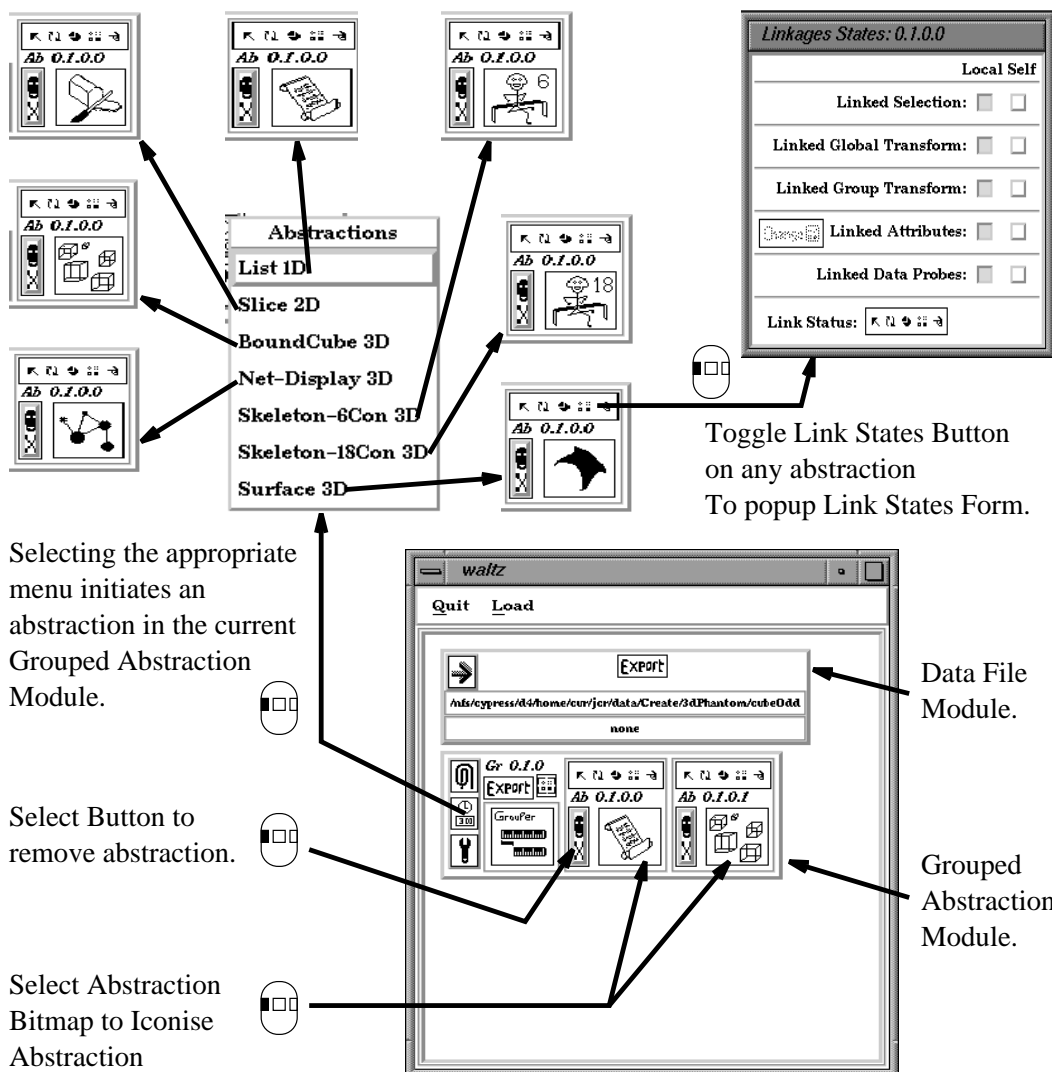 Ab 0.1.0.0
Ab 0.1.0.0
6
Ab 0.1.0.0
Linkages States: 0.1.0.0
Local Self
Linked Selection:
Linked Global Transform:
Linked Group Transform:
Change
Linked Attributes:
Linked Data Probes:
Link Status:
Ab 0.1.0.0
Abstractions
List 1D
Slice 2D
BoundCube 3D
Net-Display 3D
Skeleton-6Con 3D
Skeleton-18Con 3D
Surface 3D
18
Ab 0.1.0.0
Ab 0.1.0.0
Ab 0.1.0.0
Toggle Link States Button
on any abstraction
To popup Link States Form.
Selecting the appropriate
menu initiates an
abstraction in the current
Grouped Abstraction
Module.
waltz
Quit Load
Export
/nfs/cypress/d4/home/cur/jcr/data/Create/3dPhantom/cubeOdd
none
Data File
Module.
Gr 0.1.0
Export
Grouper
Ab 0.1.0.0
Ab 0.1.0.1
Select Button to
remove abstraction.
Grouped
Abstraction
Module.
Select Abstraction
Bitmap to Iconise
Abstraction